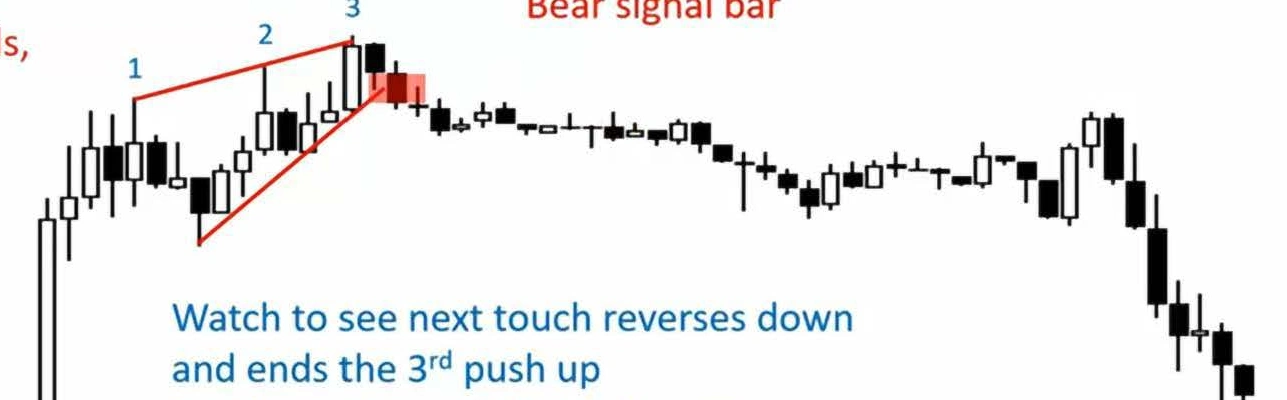 3
Bear signal bar
2
s,
1
Watch to see next touch reverses down
and ends the 3rd push up